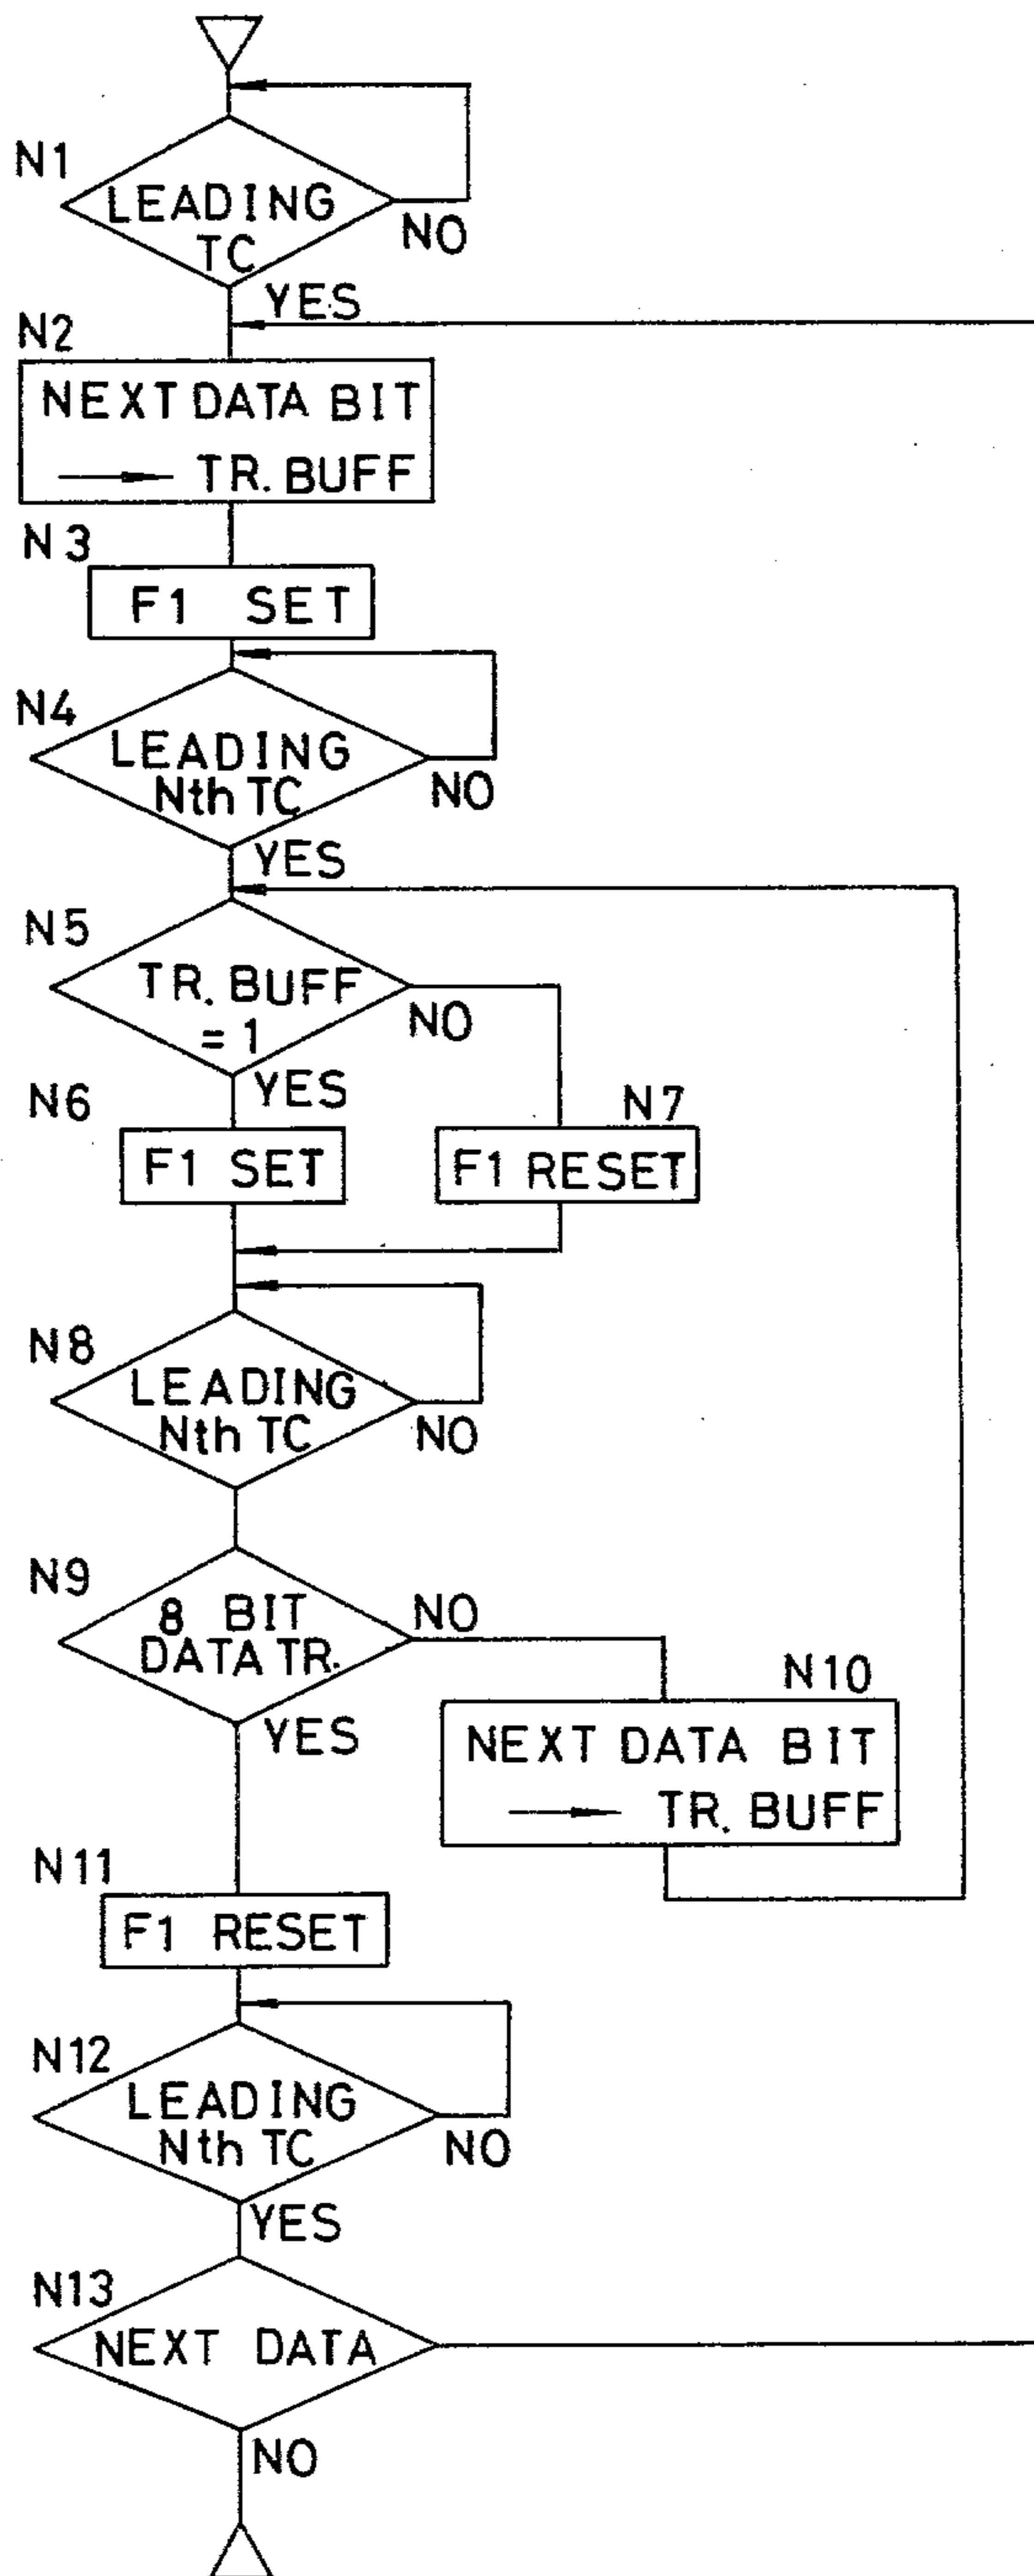 N1
LEADING
TC
NO
YES
N2
NEXT DATA BIT
→ TR. BUFF
N3
F1 SET
N4
LEADING
Nth TC
NO
YES
N5
TR. BUFF
= 1
NO
YES
N6
F1 SET
N7
F1 RESET
N8
LEADING
Nth TC
NO
N9
8 BIT
DATA TR.
NO
YES
N10
NEXT DATA BIT
→ TR. BUFF
N11
F1 RESET
N12
LEADING
Nth TC
NO
YES
N13
NEXT DATA
NO